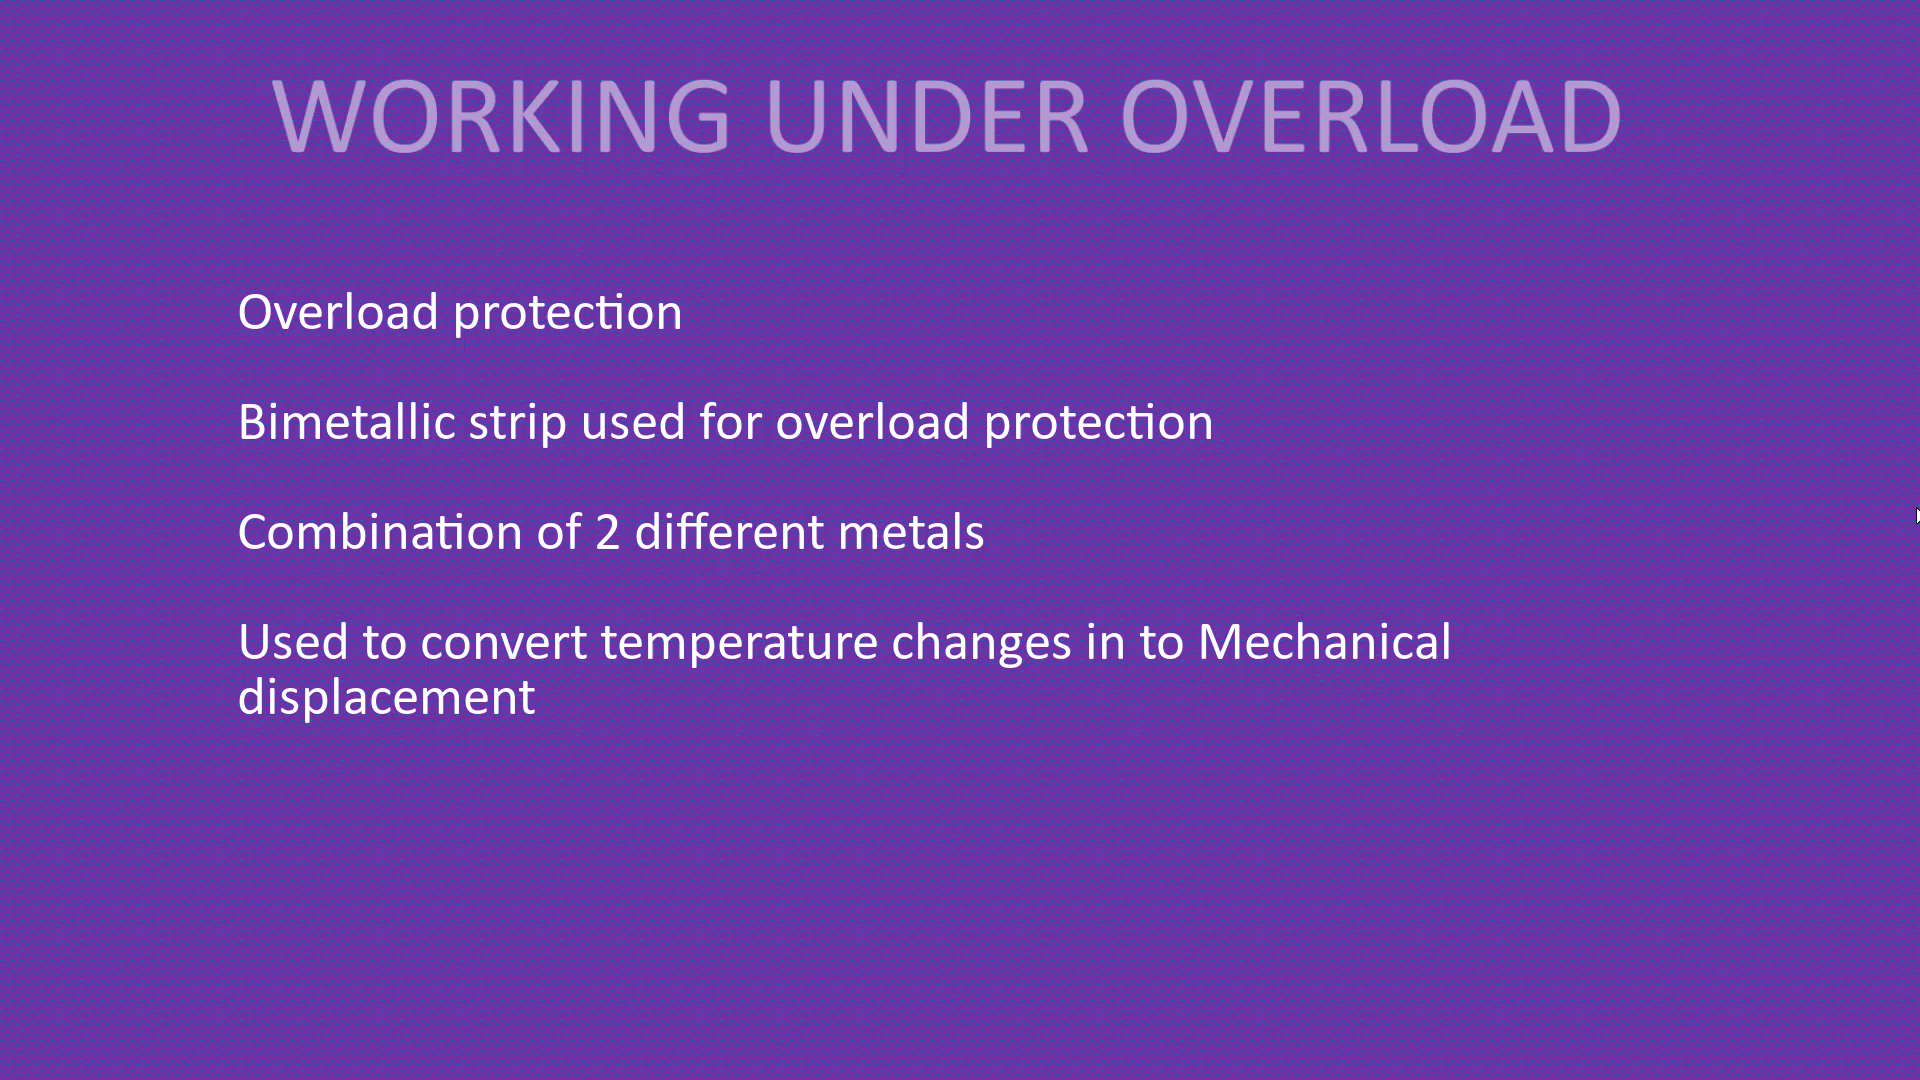 WORKING UNDER OVERLOAD
Overload protection
Bimetallic strip used for overload protection
Combination of 2 different metals
Used to convert temperature changes in to Mechanical
displacement